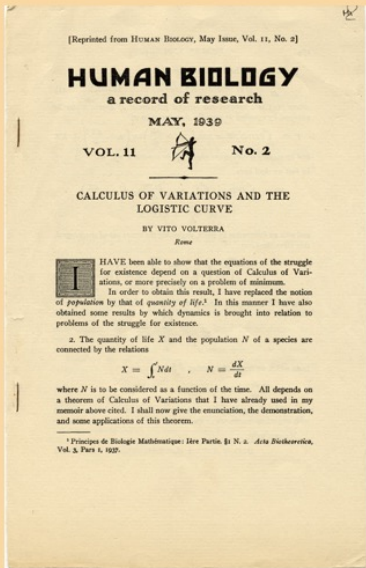 [Reprinted from HUMAN BIOLOGY, May Issue, Vol. 11, No. 2]
HUMAN BIOLOGY
a record of research
MAY, 1939
VOL. 11 No. 2
CALCULUS OF VARIATIONS AND THE
LOGISTIC CURVE
BY VITO VOLTERRA
Rome
I HAVE been able to show that the equations of the struggle
for existence depend on a question of Calculus of Vari-
ations, or more precisely on a problem of minimum.
In order to obtain this result, I have replaced the notion
of population by that of quantity of life.¹ In this manner I have also
obtained some results by which dynamics is brought into relation to
problems of the struggle for existence.
2. The quantity of life X and the population N of a species are
connected by the relations
X = ∫ N dt , N = dX/dt
where N is to be considered as a function of the time. All depends on
a theorem of Calculus of Variations that I have already used in my
memoir above cited. I shall now give the enunciation, the demonstration,
and some applications of this theorem.
¹ Principes de Biologie Mathématique: Ière Partie. §1 N. 2. Acta Biotheoretica,
Vol. 3, Pars 1, 1937.